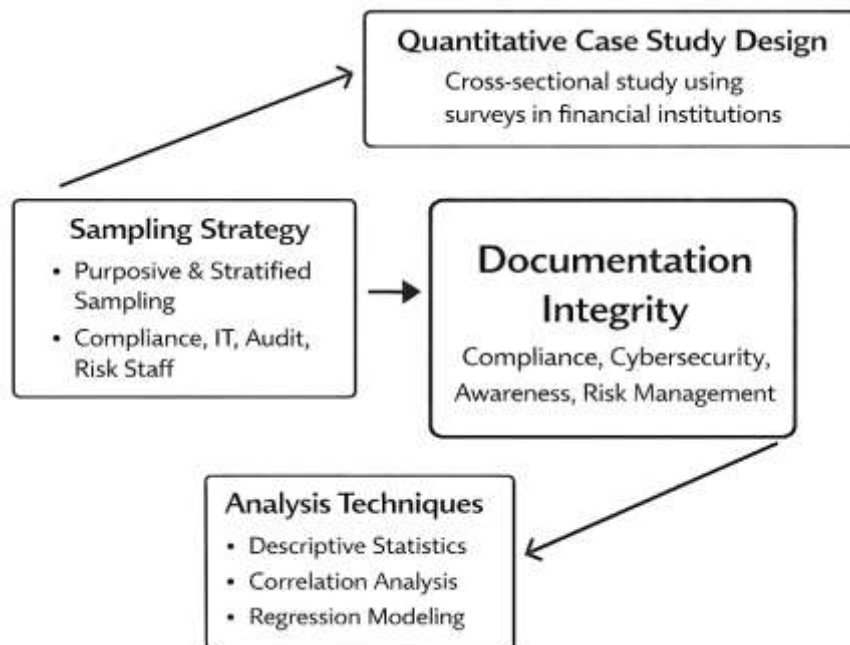 Quantitative Case Study Design
Cross-sectional study using
surveys in financial institutions
Sampling Strategy
• Purposive & Stratified
Sampling
• Compliance, IT, Audit,
Risk Staff
Documentation
Integrity
Compliance, Cybersecurity,
Awareness, Risk Management
Analysis Techniques
• Descriptive Statistics
• Correlation Analysis
• Regression Modeling